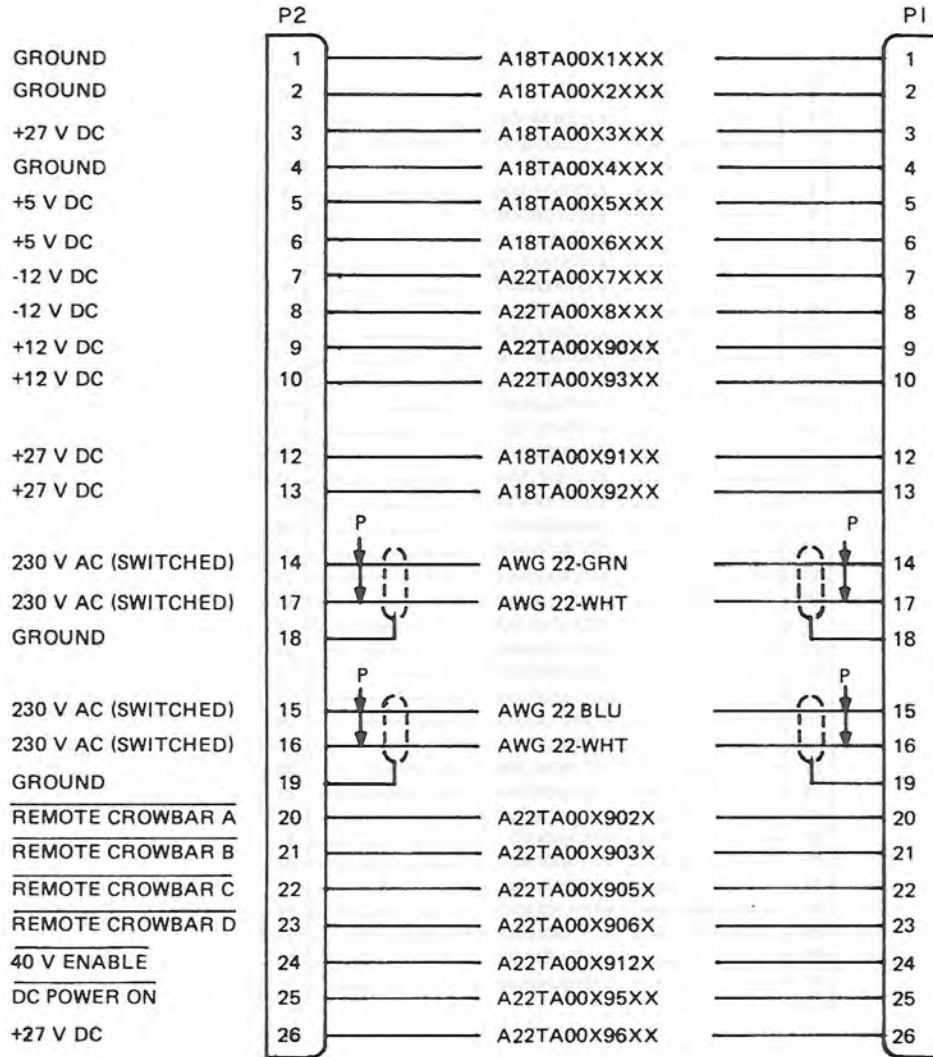 P2 P1
GROUND 1 A18TA00X1XXX 1
GROUND 2 A18TA00X2XXX 2
+27 V DC 3 A18TA00X3XXX 3
GROUND 4 A18TA00X4XXX 4
+5 V DC 5 A18TA00X5XXX 5
+5 V DC 6 A18TA00X6XXX 6
-12 V DC 7 A22TA00X7XXX 7
-12 V DC 8 A22TA00X8XXX 8
+12 V DC 9 A22TA00X90XX 9
+12 V DC 10 A22TA00X93XX 10
+27 V DC 12 A18TA00X91XX 12
+27 V DC 13 A18TA00X92XX 13
P P
230 V AC (SWITCHED) 14 AWG 22-GRN 14
230 V AC (SWITCHED) 17 AWG 22-WHT 17
GROUND 18 18
P P
230 V AC (SWITCHED) 15 AWG 22 BLU 15
230 V AC (SWITCHED) 16 AWG 22-WHT 16
GROUND 19 19
REMOTE CROWBAR A 20 A22TA00X902X 20
REMOTE CROWBAR B 21 A22TA00X903X 21
REMOTE CROWBAR C 22 A22TA00X905X 22
REMOTE CROWBAR D 23 A22TA00X906X 23
40 V ENABLE 24 A22TA00X912X 24
DC POWER ON 25 A22TA00X95XX 25
+27 V DC 26 A22TA00X96XX 26